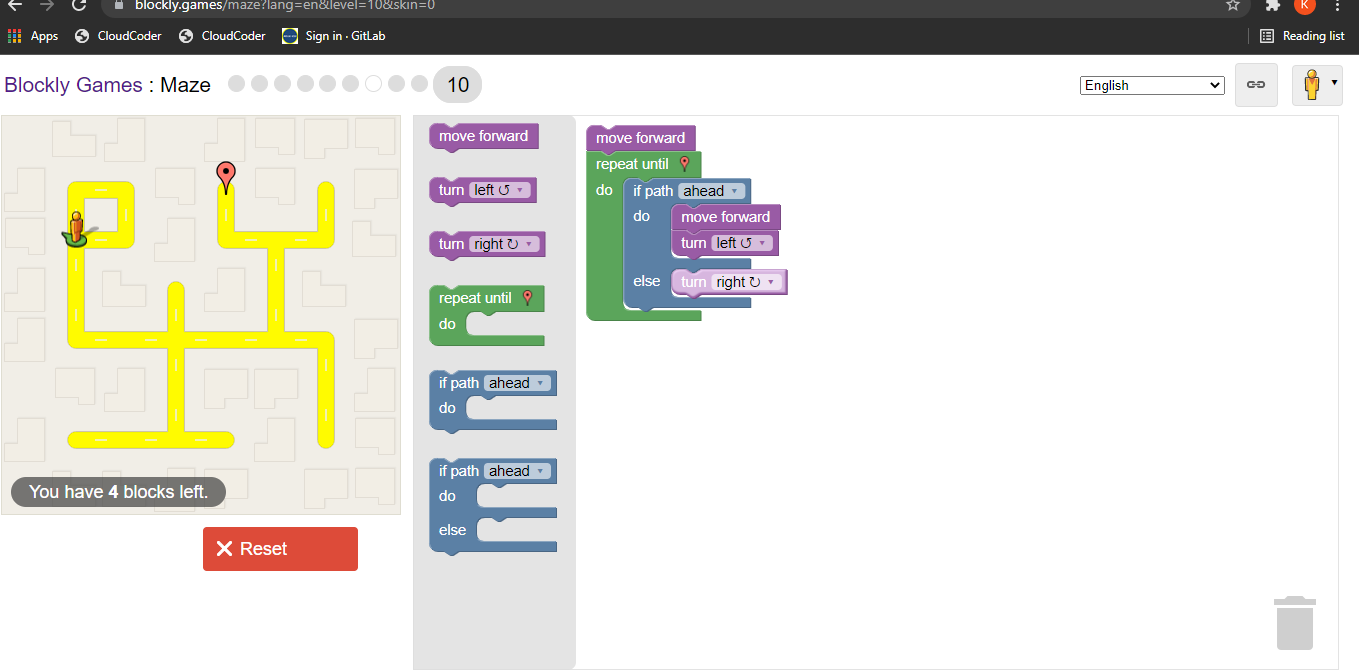 blockly.games/maze?lang=en&level=10&skin=0
K
Apps CloudCoder CloudCoder Sign in · GitLab Reading list
Blockly Games : Maze 10 English
move forward
turn left ↺ ▾
turn right ↻ ▾
repeat until
do
if path ahead ▾
do
if path ahead ▾
do
else
move forward
repeat until
do if path ahead ▾
do move forward
turn left ↺ ▾
else turn right ↻ ▾
You have 4 blocks left.
Reset